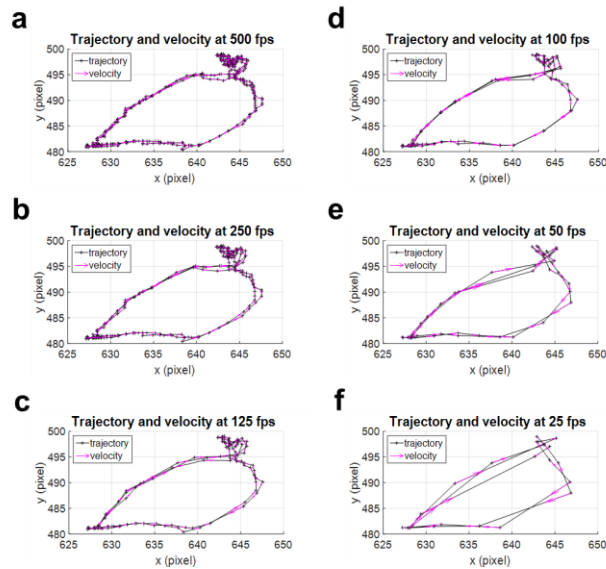 a
Trajectory and velocity at 500 fps
500
495
490
485
480
y (pixel)
trajectory
velocity
625 630 635 640 645 650
x (pixel)
b
Trajectory and velocity at 250 fps
500
495
490
485
480
y (pixel)
trajectory
velocity
625 630 635 640 645 650
x (pixel)
c
Trajectory and velocity at 125 fps
500
495
490
485
480
y (pixel)
trajectory
velocity
625 630 635 640 645 650
x (pixel)
d
Trajectory and velocity at 100 fps
500
495
490
485
480
y (pixel)
trajectory
velocity
625 630 635 640 645 650
x (pixel)
e
Trajectory and velocity at 50 fps
500
495
490
485
480
y (pixel)
trajectory
velocity
625 630 635 640 645 650
x (pixel)
f
Trajectory and velocity at 25 fps
500
495
490
485
480
y (pixel)
trajectory
velocity
625 630 635 640 645 650
x (pixel)